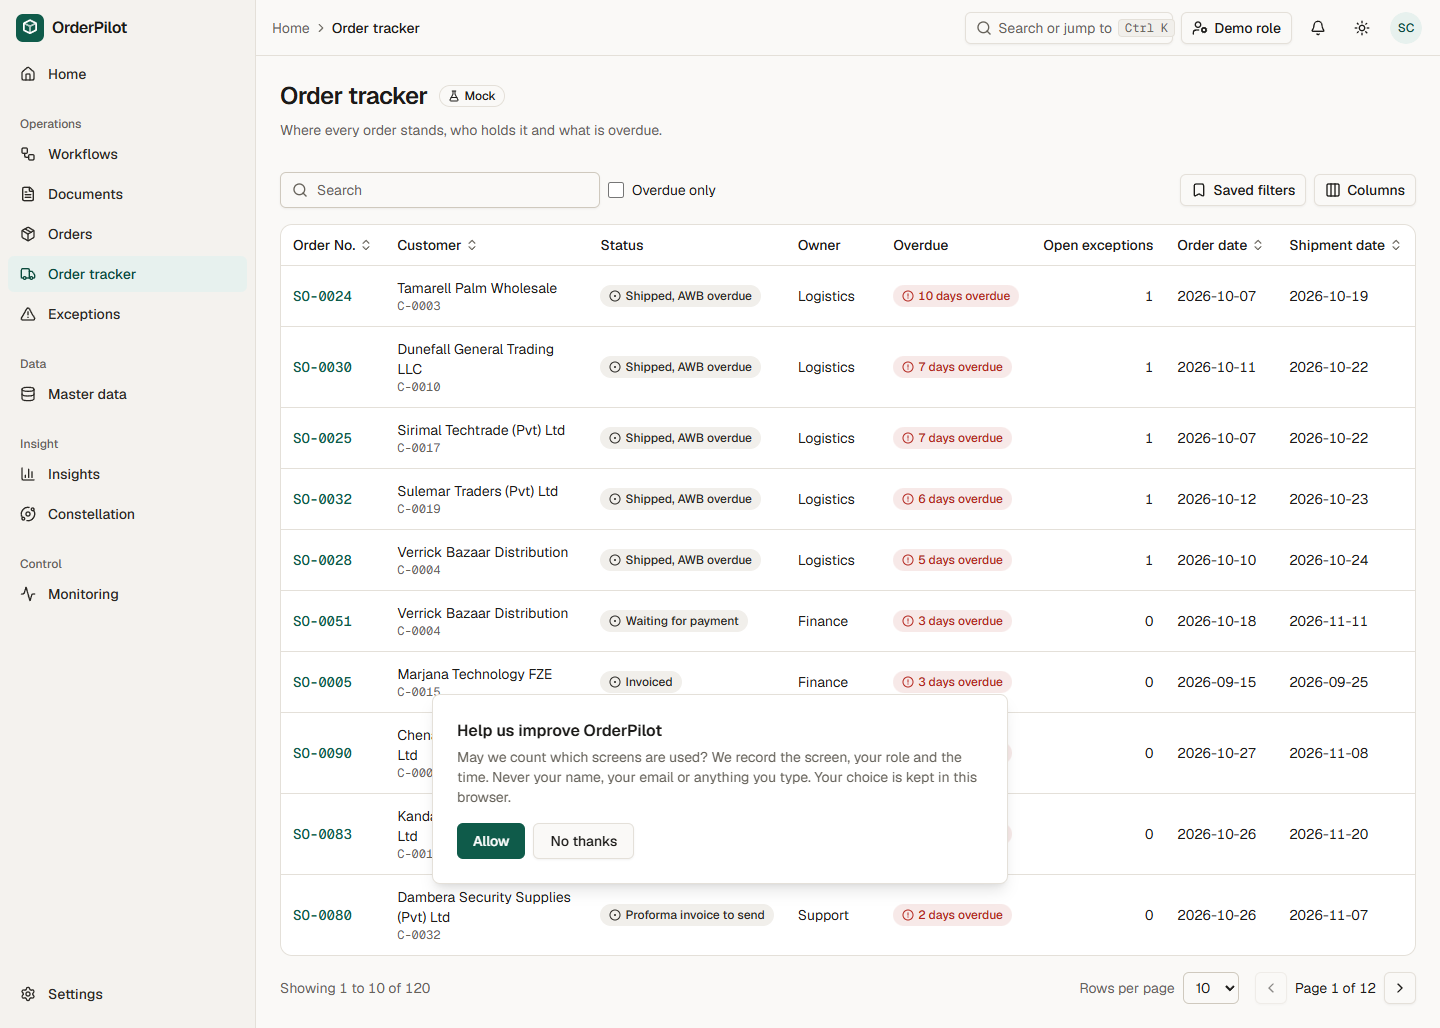 OrderPilot
Home
Operations
Workflows
Documents
Orders
Order tracker
Exceptions
Data
Master data
Insight
Insights
Constellation
Control
Monitoring
Settings
Home > Order tracker
Search or jump to Ctrl K
Demo role
SC
Order tracker
Mock
Where every order stands, who holds it and what is overdue.
Search
Overdue only
Saved filters
Columns
Order No. Customer Status Owner Overdue Open exceptions Order date Shipment date
SO-0024 Tamarell Palm Wholesale Shipped, AWB overdue Logistics 10 days overdue 1 2026-10-07 2026-10-19
C-0003
Dunefall General Trading
SO-0030 LLC Shipped, AWB overdue Logistics 7 days overdue 1 2026-10-11 2026-10-22
C-0010
SO-0025 Sirimal Techtrade (Pvt) Ltd Shipped, AWB overdue Logistics 7 days overdue 1 2026-10-07 2026-10-22
C-0017
SO-0032 Sulemar Traders (Pvt) Ltd Shipped, AWB overdue Logistics 6 days overdue 1 2026-10-12 2026-10-23
C-0019
SO-0028 Verrick Bazaar Distribution Shipped, AWB overdue Logistics 5 days overdue 1 2026-10-10 2026-10-24
C-0004
SO-0051 Verrick Bazaar Distribution Waiting for payment Finance 3 days overdue 0 2026-10-18 2026-11-11
C-0004
SO-0005 Marjana Technology FZE Invoiced Finance 3 days overdue 0 2026-09-15 2026-09-25
C-0015
SO-0090 Ltd 0 2026-10-27 2026-11-08
SO-0083 Ltd 0 2026-10-26 2026-11-20
Dambera Security Supplies
SO-0080 (Pvt) Ltd Proforma invoice to send Support 2 days overdue 0 2026-10-26 2026-11-07
C-0032
Help us improve OrderPilot
May we count which screens are used? We record the screen, your role and the
time. Never your name, your email or anything you type. Your choice is kept in this
browser.
Allow
No thanks
Showing 1 to 10 of 120
Rows per page 10
Page 1 of 12